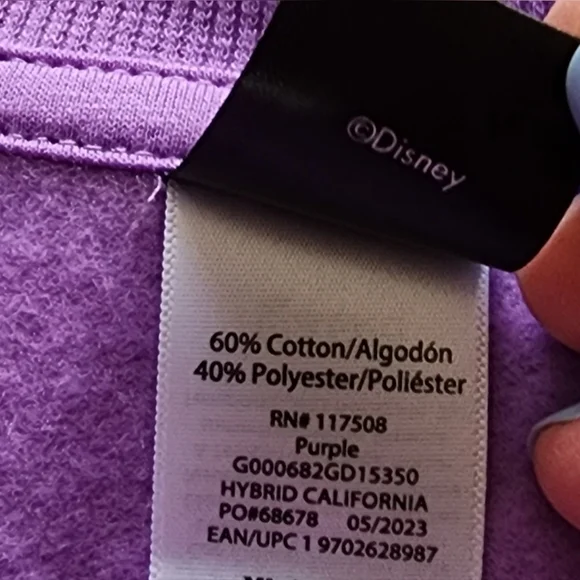 ©Disney
60% Cotton/Algodón
40% Polyester/Poliéster
RN# 117508
Purple
G000682GD15350
HYBRID CALIFORNIA
PO#68678 05/2023
EAN/UPC 1 9702628987